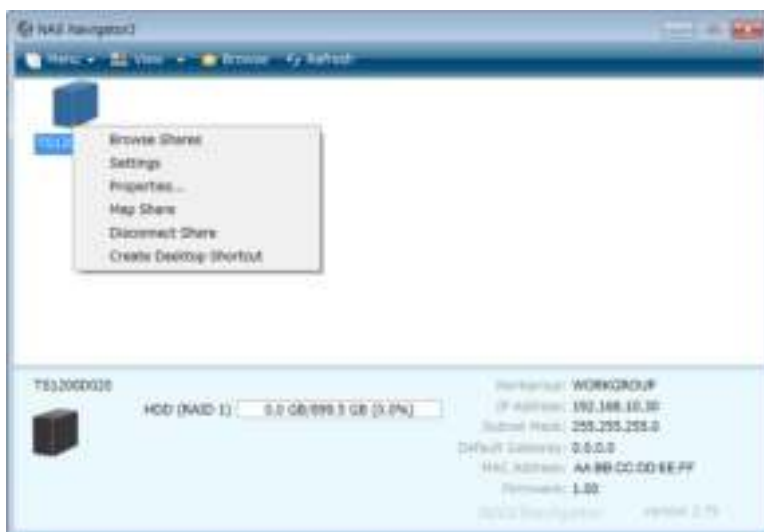 NAS Navigator2
Menu View Browse Refresh
Browse Shares
Settings
Properties...
Map Share
Disconnect Share
Create Desktop Shortcut
TS1200D020
HDD (RAID 1) 0.0 GB/899.5 GB [0.0%]
Workgroup: WORKGROUP
IP Address: 192.168.10.30
Subnet Mask: 255.255.255.0
Default Gateway: 0.0.0.0
MAC Address: AA:BB:CC:DD:EE:FF
Firmware: 1.00